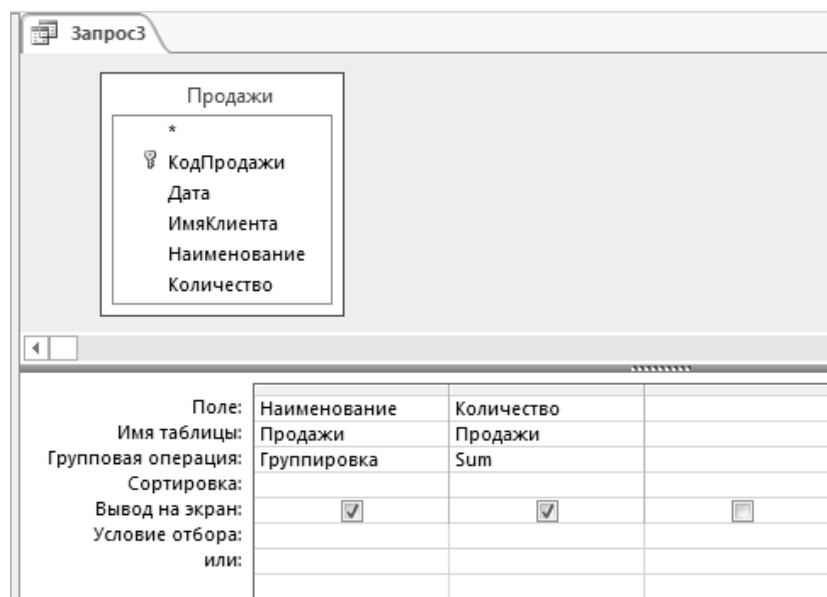 Запрос3
Продажи
*
КодПродажи
Дата
ИмяКлиента
Наименование
Количество
Поле: Наименование Количество
Имя таблицы: Продажи Продажи
Групповая операция: Группировка Sum
Сортировка:
Вывод на экран:
Условие отбора:
или: